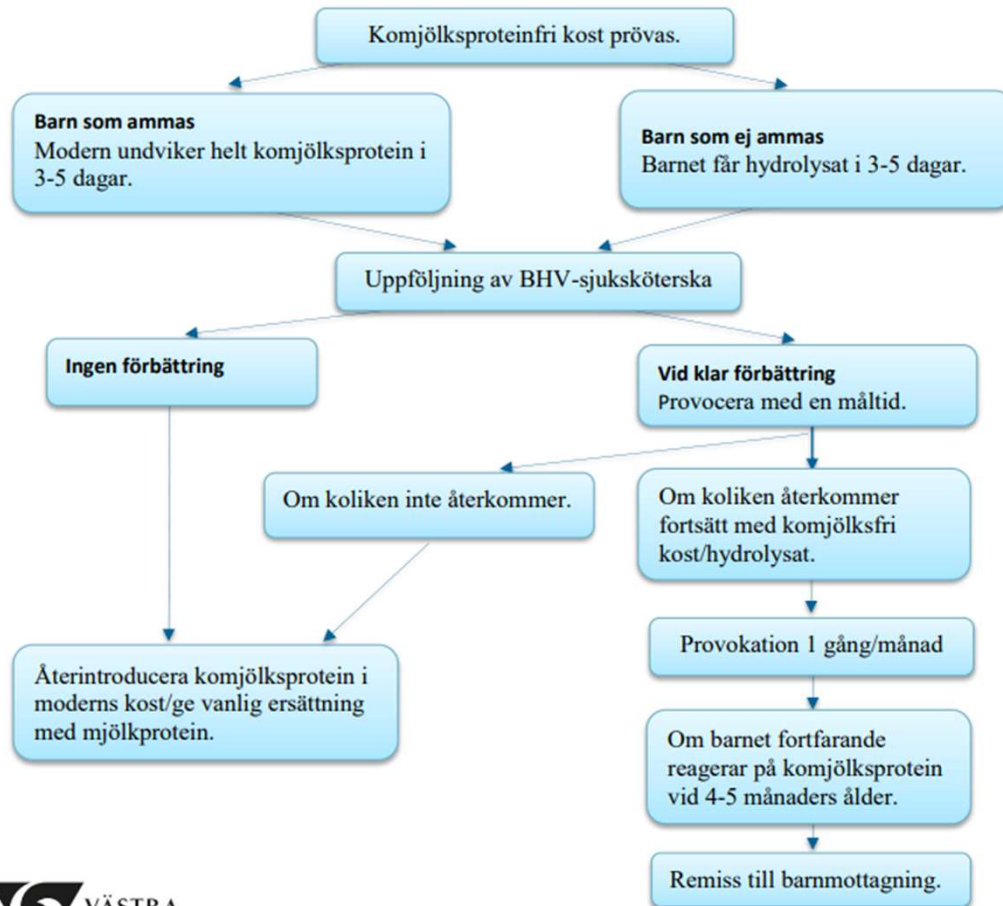 Komjölksproteinfri kost prövas.
Barn som ammas
Modern undviker helt komjölksprotein i
3-5 dagar.
Barn som ej ammas
Barnet får hydrolysat i 3-5 dagar.
Uppföljning av BHV-sjuksköterska
Ingen förbättring
Vid klar förbättring
Provocera med en måltid.
Om koliken inte återkommer.
Om koliken återkommer
fortsätt med komjölksfri
kost/hydrolysat.
Provokation 1 gång/månad
Återintroducera komjölksprotein i
moderns kost/ge vanlig ersättning
med mjölkprotein.
Om barnet fortfarande
reagerar på komjölksprotein
vid 4-5 månaders ålder.
Remiss till barnmottagning.
VÄSTRA